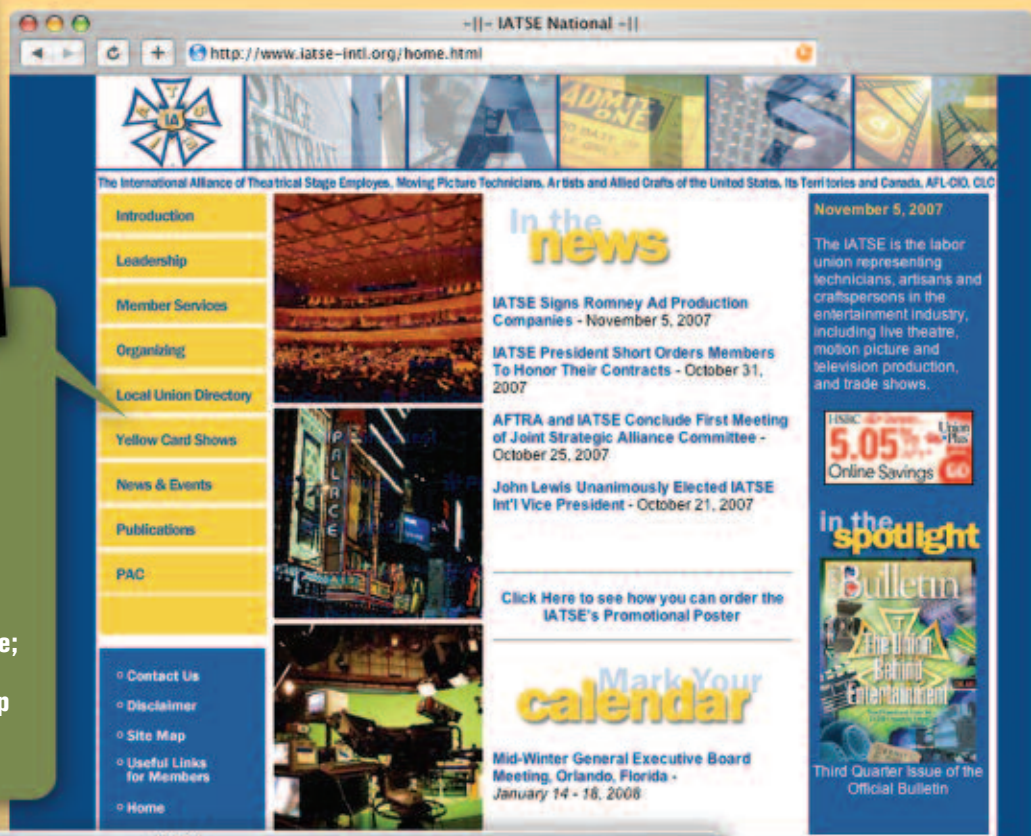 -||- IATSE National -||
http://www.iatse-intl.org/home.html
IA
ADMIT
ONE
The International Alliance of Theatrical Stage Employes, Moving Picture Technicians, Artists and Allied Crafts of the United States, Its Territories and Canada, AFL-CIO, CLC
Introduction
Leadership
Member Services
Organizing
Local Union Directory
Yellow Card Shows
News & Events
Publications
PAC
e;
p
Contact Us
Disclaimer
Site Map
Useful Links
for Members
Home
PALACE
In the
news
IATSE Signs Romney Ad Production
Companies - November 5, 2007
IATSE President Short Orders Members
To Honor Their Contracts - October 31,
2007
AFTRA and IATSE Conclude First Meeting
of Joint Strategic Alliance Committee -
October 25, 2007
John Lewis Unanimously Elected IATSE
Int'l Vice President - October 21, 2007
Click Here to see how you can order the
IATSE's Promotional Poster
Mark Your
calendar
Mid-Winter General Executive Board
Meeting, Orlando, Florida -
January 14 - 18, 2008
November 5, 2007
The IATSE is the labor
union representing
technicians, artisans and
craftspersons in the
entertainment industry,
including live theatre,
motion picture and
television production,
and trade shows.
HSBC
Union
Plus
5.05%
Online Savings
GO
in the
spotlight
Bulletin
The Union
Behind
Entertainment
Third Quarter Issue of the
Official Bulletin